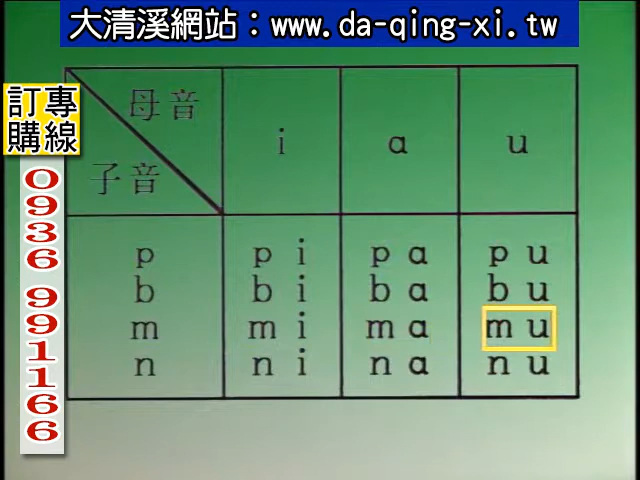 大清溪網站：www.da-qing-xi.tw
訂購專線
0936 991166
母音 i a u
子音
p p i p a p u
b b i b a b u
m m i m a m u
n n i n a n u